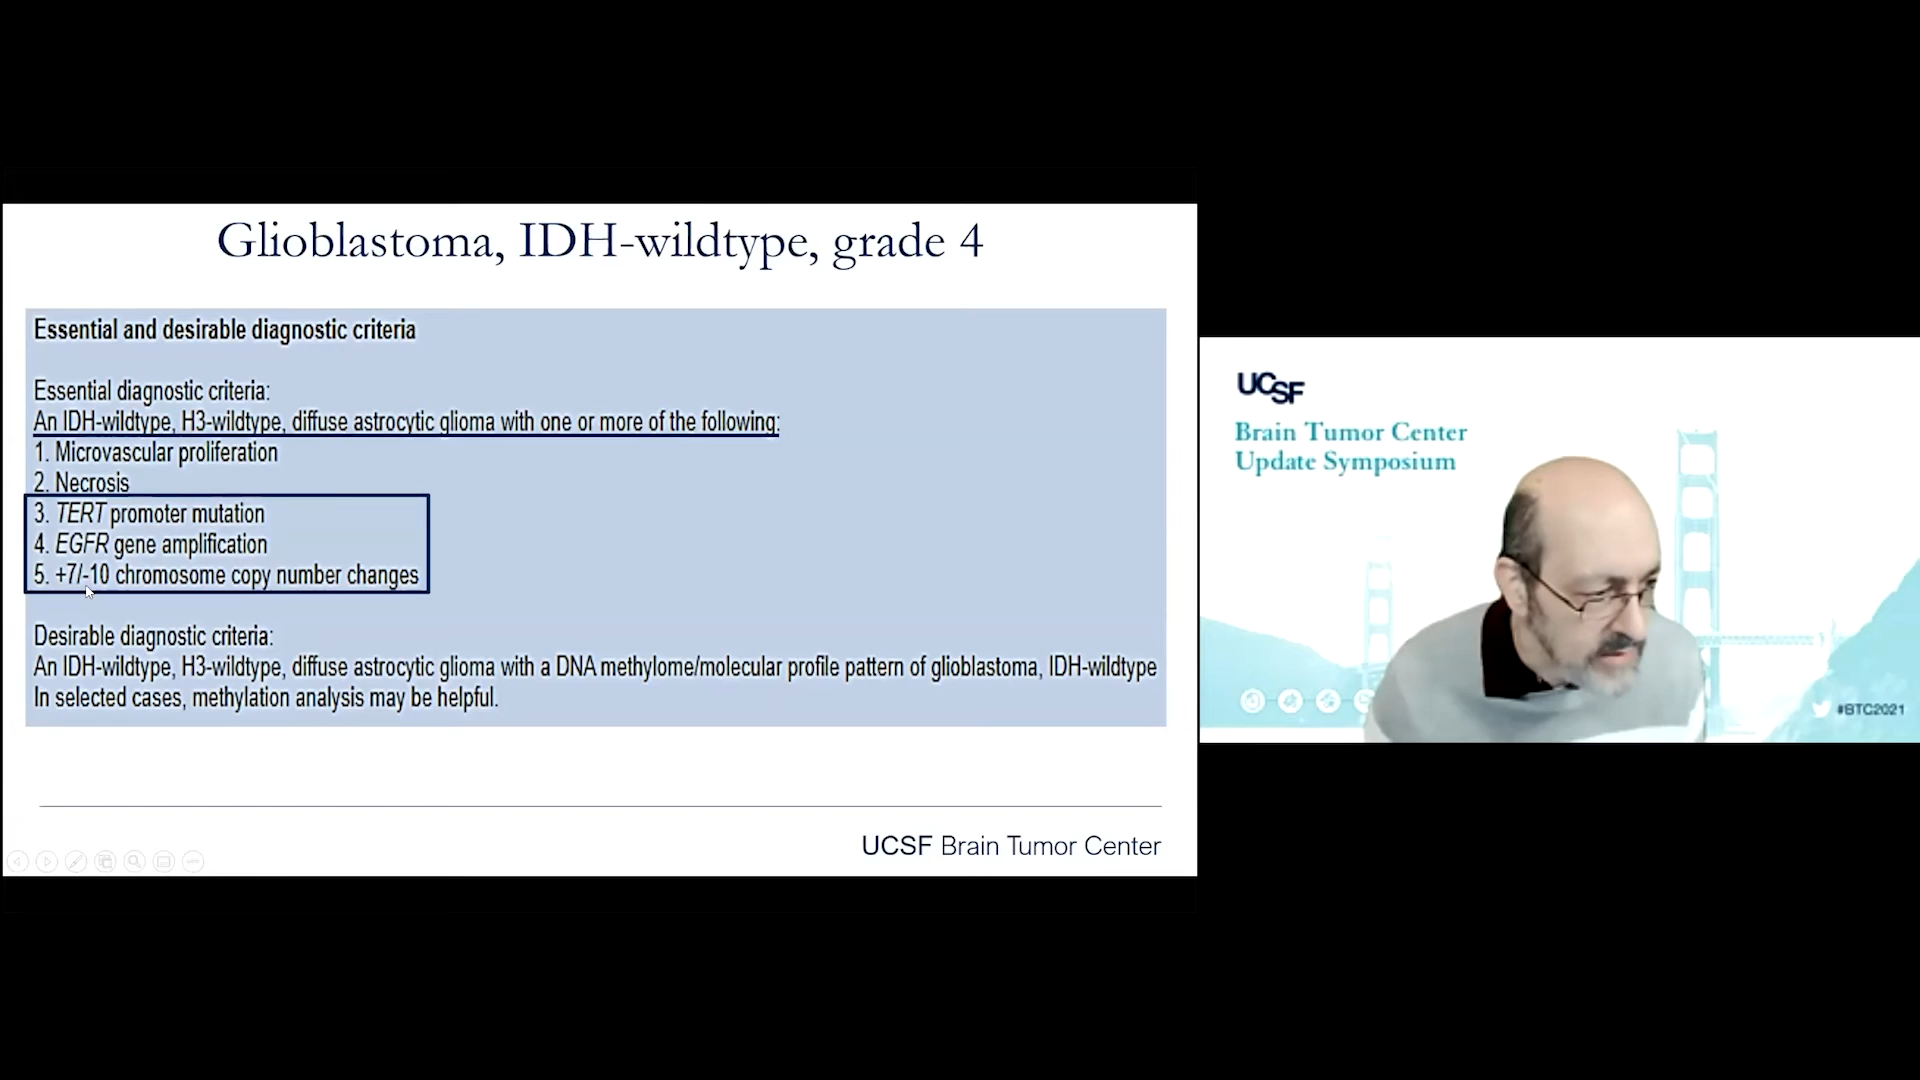 Glioblastoma, IDH-wildtype, grade 4
Essential and desirable diagnostic criteria
Essential diagnostic criteria:
An IDH-wildtype, H3-wildtype, diffuse astrocytic glioma with one or more of the following:
1. Microvascular proliferation
2. Necrosis
3. TERT promoter mutation
4. EGFR gene amplification
5. +7/-10 chromosome copy number changes
Desirable diagnostic criteria:
An IDH-wildtype, H3-wildtype, diffuse astrocytic glioma with a DNA methylome/molecular profile pattern of glioblastoma, IDH-wildtype
In selected cases, methylation analysis may be helpful.
UCSF Brain Tumor Center
UCSF
Brain Tumor Center
Update Symposium
#BTC2021